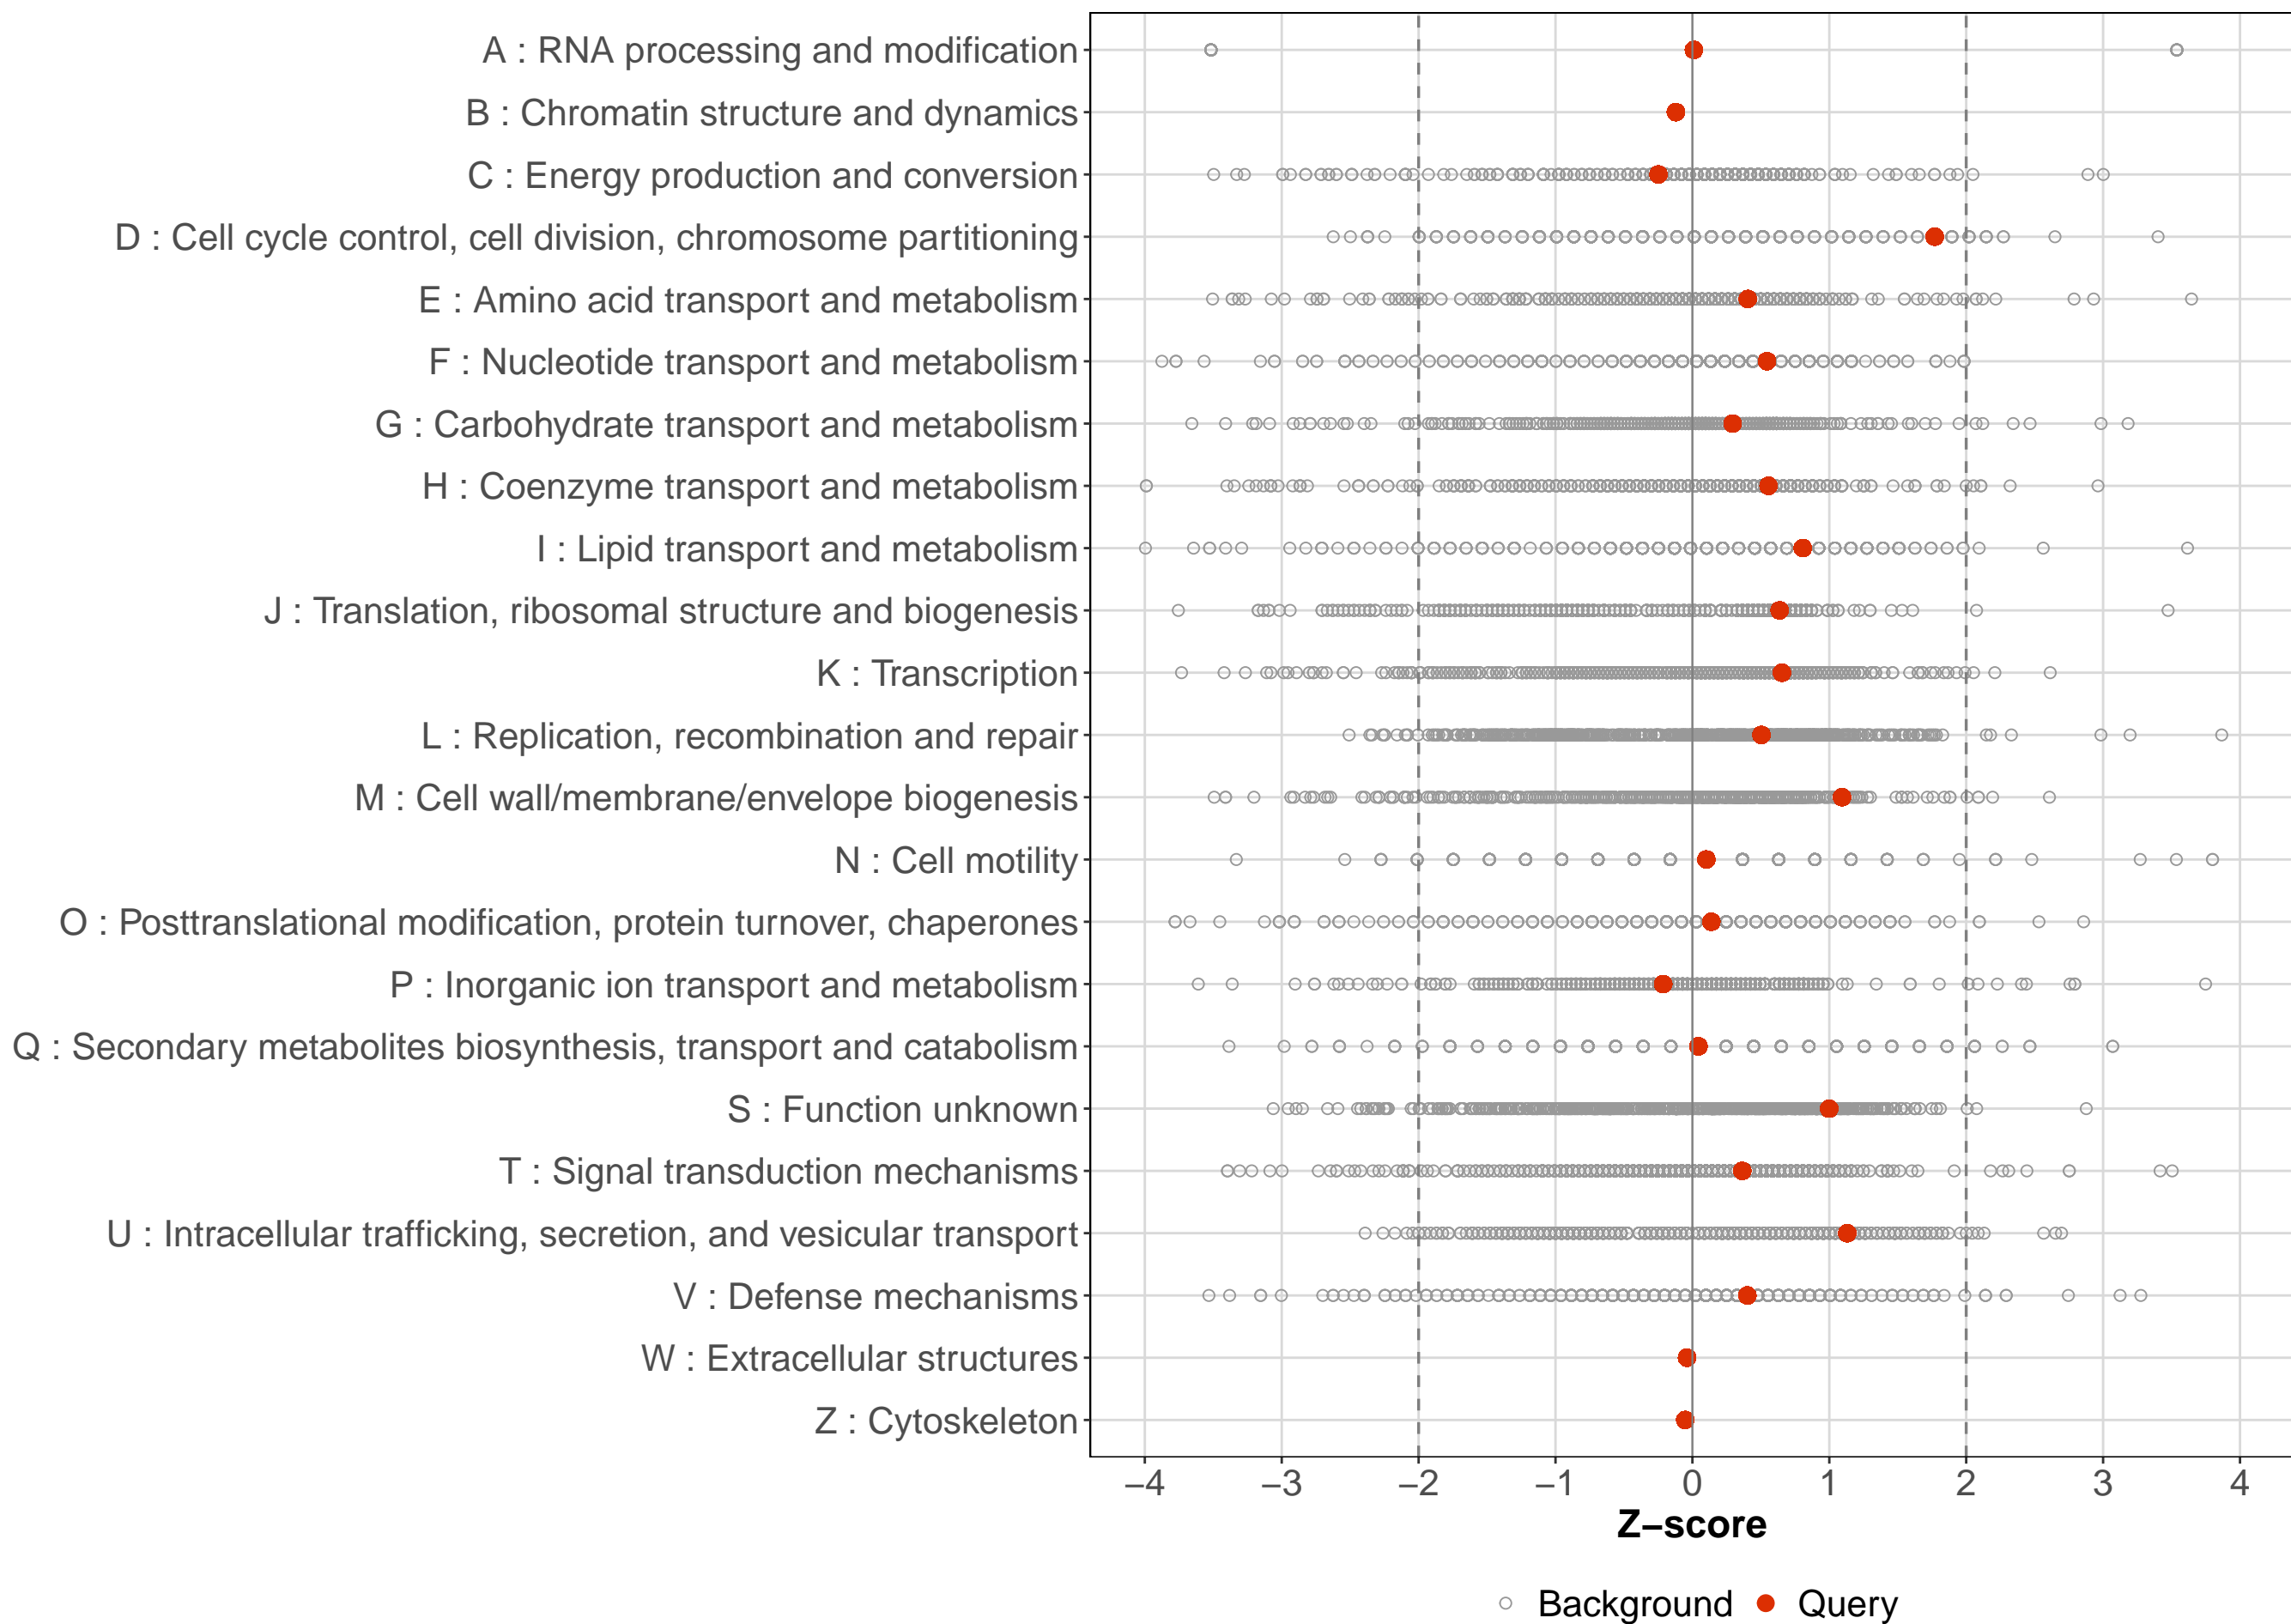 A : RNA processing and modification
B : Chromatin structure and dynamics
C : Energy production and conversion
D : Cell cycle control, cell division, chromosome partitioning
E : Amino acid transport and metabolism
F : Nucleotide transport and metabolism
G : Carbohydrate transport and metabolism
H : Coenzyme transport and metabolism
I : Lipid transport and metabolism
J : Translation, ribosomal structure and biogenesis
K : Transcription
L : Replication, recombination and repair
M : Cell wall/membrane/envelope biogenesis
N : Cell motility
O : Posttranslational modification, protein turnover, chaperones
P : Inorganic ion transport and metabolism
Q : Secondary metabolites biosynthesis, transport and catabolism
S : Function unknown
T : Signal transduction mechanisms
U : Intracellular trafficking, secretion, and vesicular transport
V : Defense mechanisms
W : Extracellular structures
Z : Cytoskeleton
−4 −3 −2 −1 0 1 2 3 4
Z−score
Background Query